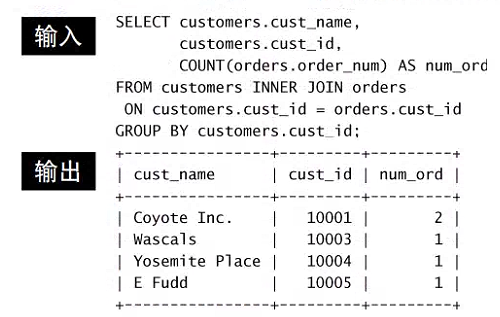 输入
SELECT customers.cust_name,
       customers.cust_id,
       COUNT(orders.order_num) AS num_ord
FROM customers INNER JOIN orders
 ON customers.cust_id = orders.cust_id
GROUP BY customers.cust_id;
输出
+----------------+---------+---------+
| cust_name      | cust_id | num_ord |
+----------------+---------+---------+
| Coyote Inc.    |   10001 |       2 |
| Wascals        |   10003 |       1 |
| Yosemite Place |   10004 |       1 |
| E Fudd         |   10005 |       1 |
+----------------+---------+---------+